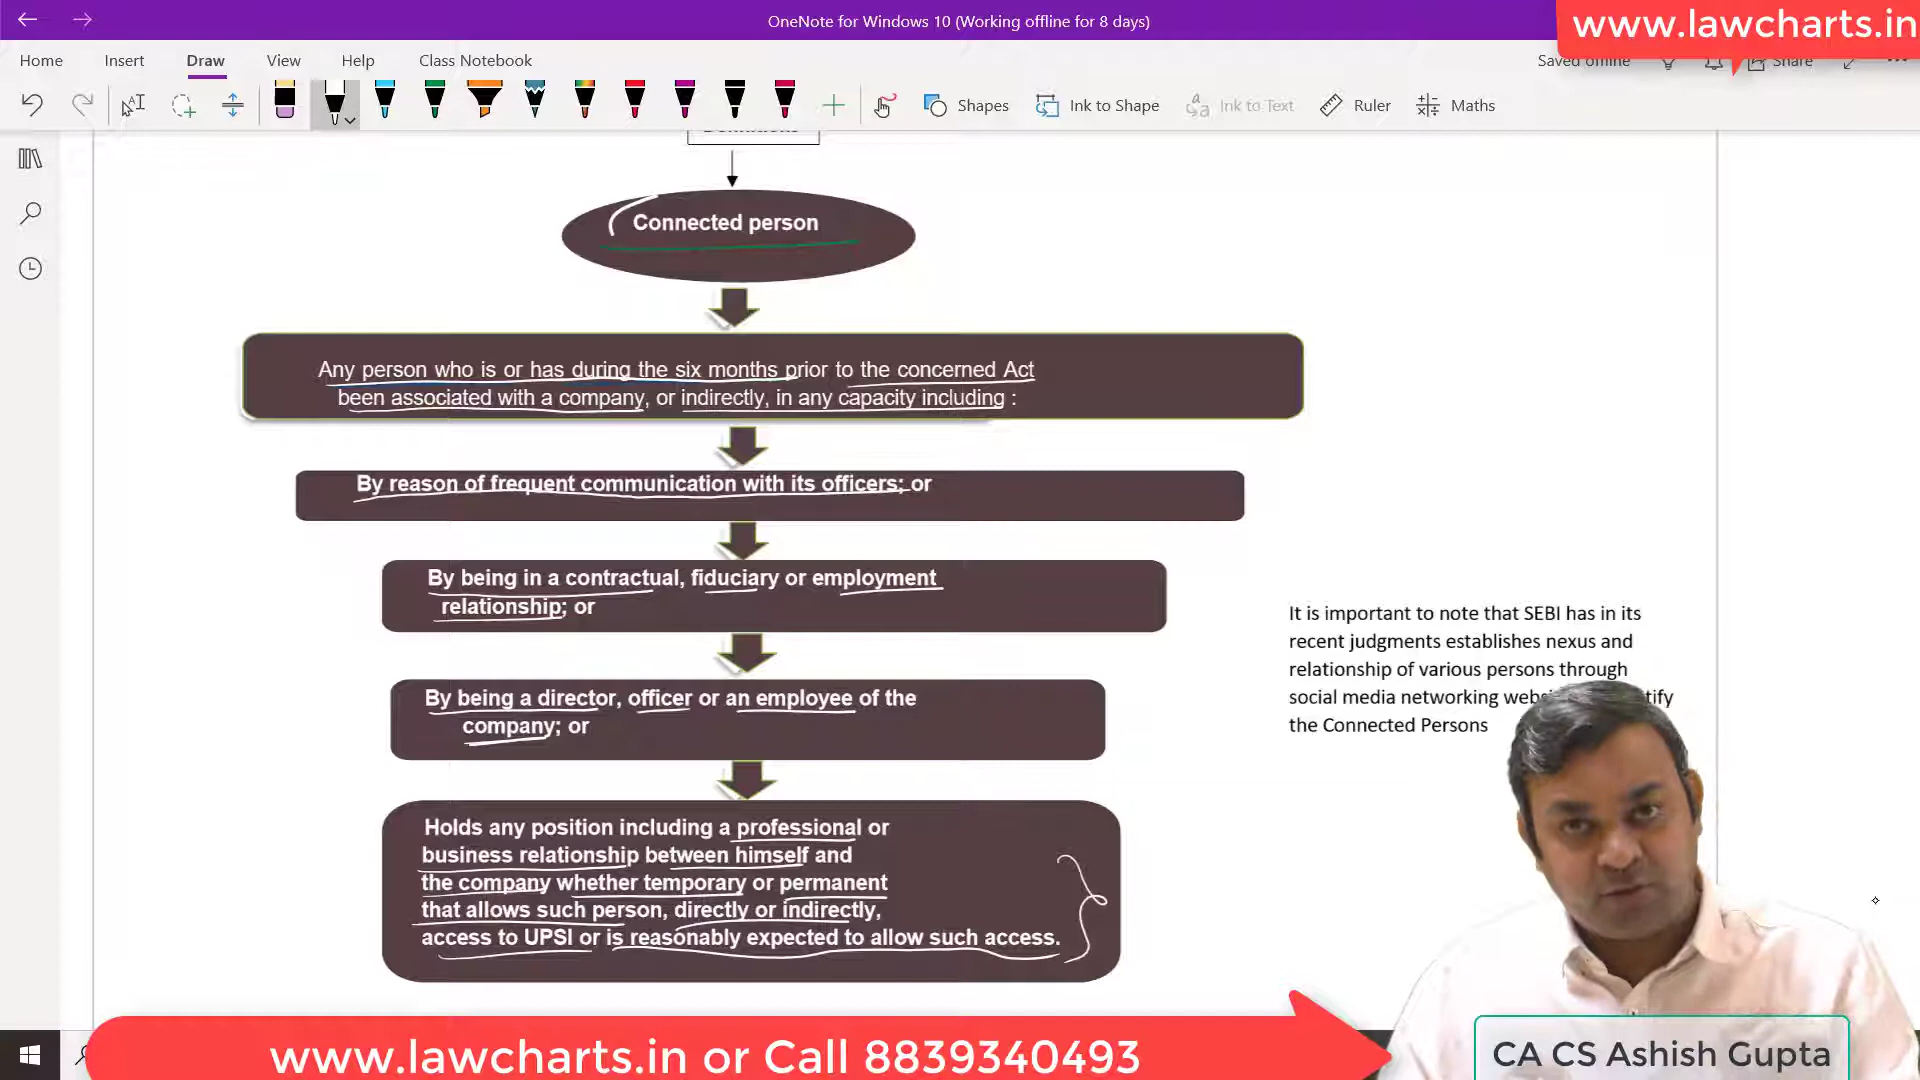 OneNote for Windows 10 (Working offline for 8 days)
www.lawcharts.in
Home Insert Draw View Help Class Notebook
Saved offline Share
Shapes Ink to Shape Ink to Text Ruler Maths
Connected person
Any person who is or has during the six months prior to the concerned Act
been associated with a company, or indirectly, in any capacity including :
By reason of frequent communication with its officers; or
By being in a contractual, fiduciary or employment
relationship; or
By being a director, officer or an employee of the
company; or
Holds any position including a professional or
business relationship between himself and
the company whether temporary or permanent
that allows such person, directly or indirectly,
access to UPSI or is reasonably expected to allow such access.
It is important to note that SEBI has in its
recent judgments establishes nexus and
relationship of various persons through
social media networking
the Connected Persons
www.lawcharts.in or Call 8839340493
CA CS Ashish Gupta